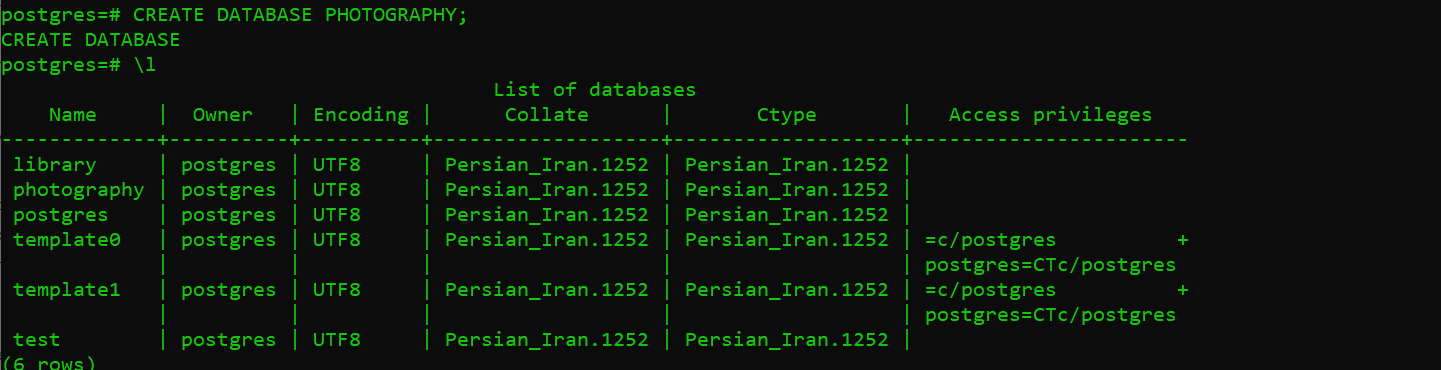 postgres=# CREATE DATABASE PHOTOGRAPHY;
CREATE DATABASE
postgres=# \l
                                         List of databases
    Name     |  Owner   | Encoding |      Collate       |       Ctype        |   Access privileges
-------------+----------+----------+-------------------+-------------------+-----------------------
 library     | postgres | UTF8     | Persian_Iran.1252 | Persian_Iran.1252 |
 photography | postgres | UTF8     | Persian_Iran.1252 | Persian_Iran.1252 |
 postgres    | postgres | UTF8     | Persian_Iran.1252 | Persian_Iran.1252 |
 template0   | postgres | UTF8     | Persian_Iran.1252 | Persian_Iran.1252 | =c/postgres          +
             |          |          |                   |                   | postgres=CTc/postgres
 template1   | postgres | UTF8     | Persian_Iran.1252 | Persian_Iran.1252 | =c/postgres          +
             |          |          |                   |                   | postgres=CTc/postgres
 test        | postgres | UTF8     | Persian_Iran.1252 | Persian_Iran.1252 |
(6 rows)